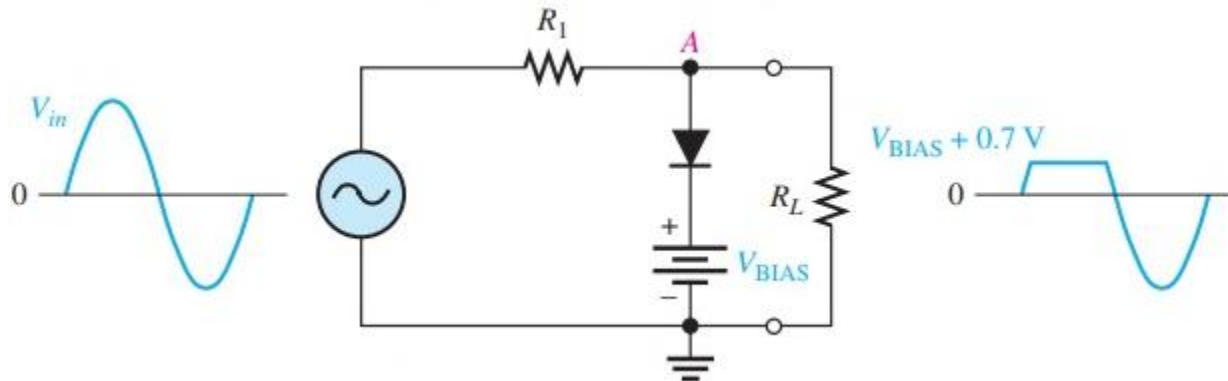 R1
A
Vin
0
VBIAS + 0.7 V
0
RL
+
VBIAS
−